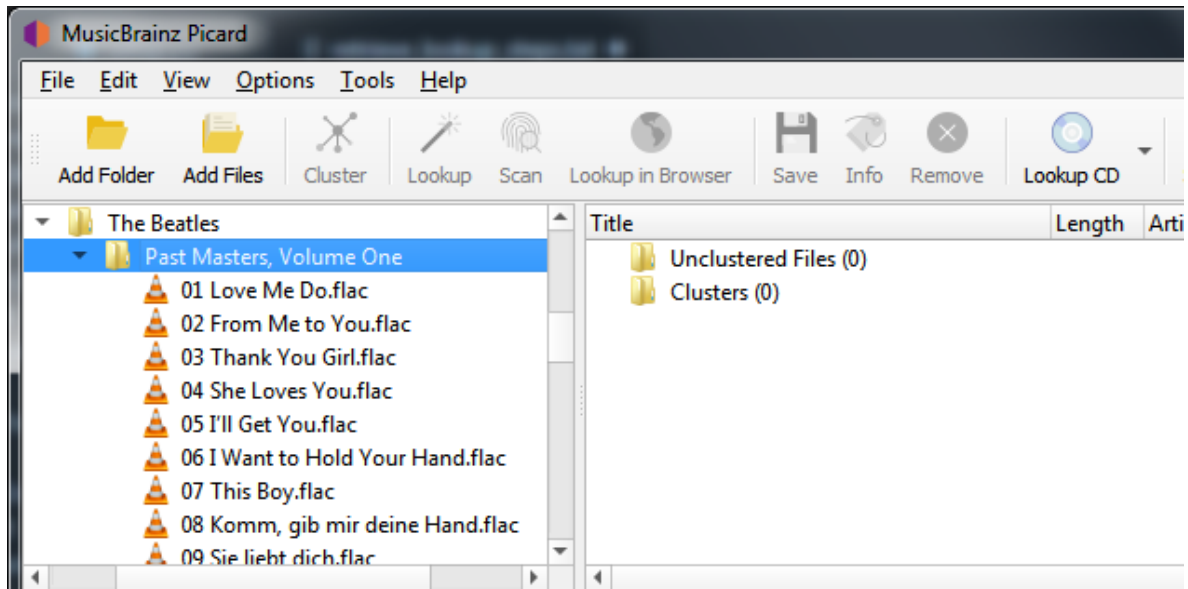 MusicBrainz Picard
File Edit View Options Tools Help
Add Folder Add Files Cluster Lookup Scan Lookup in Browser Save Info Remove Lookup CD
The Beatles
Past Masters, Volume One
01 Love Me Do.flac
02 From Me to You.flac
03 Thank You Girl.flac
04 She Loves You.flac
05 I'll Get You.flac
06 I Want to Hold Your Hand.flac
07 This Boy.flac
08 Komm, gib mir deine Hand.flac
09 Sie liebt dich.flac
Title Length Arti
Unclustered Files (0)
Clusters (0)